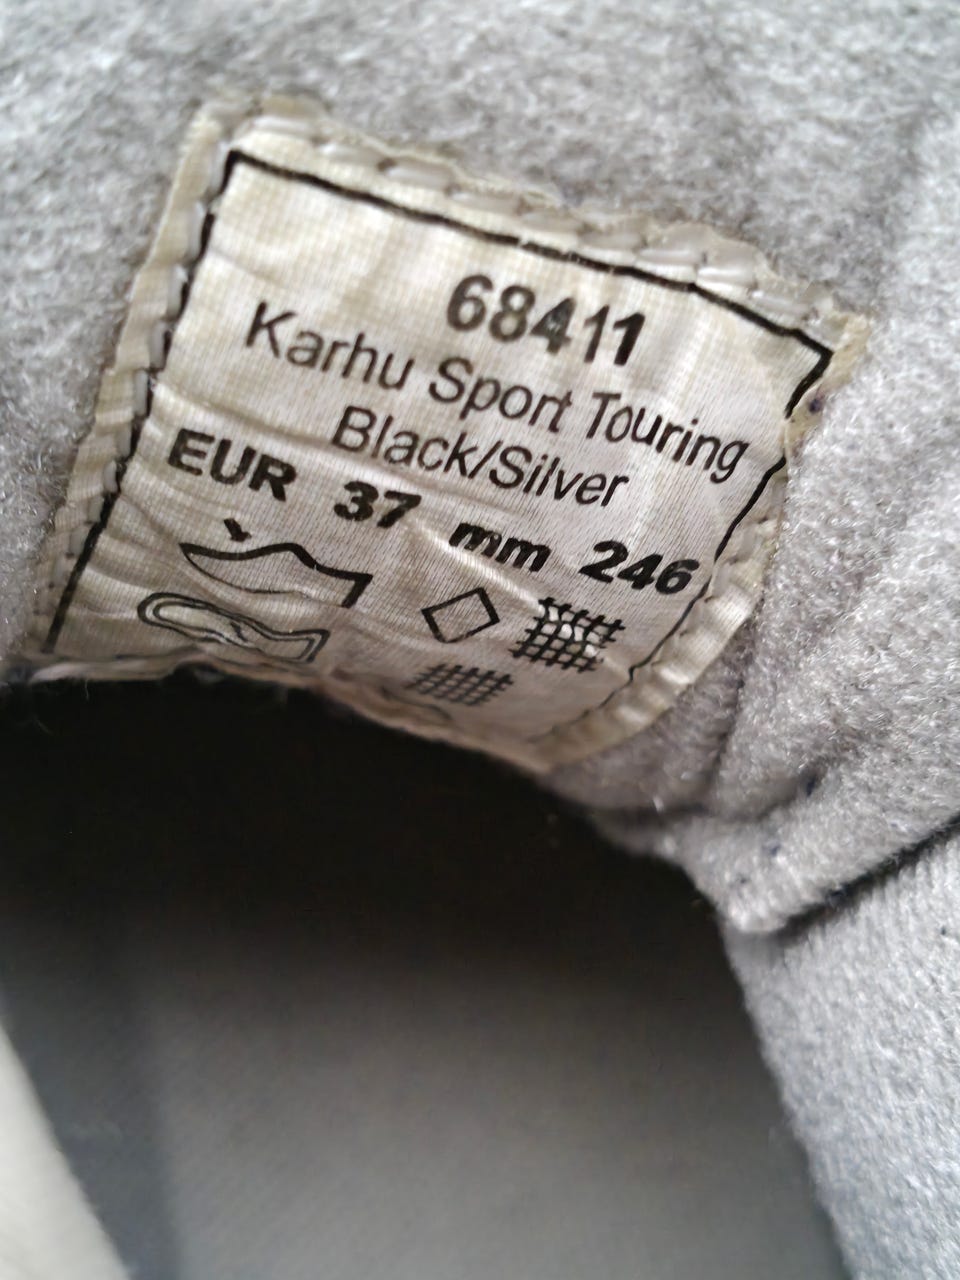 68411
Karhu Sport Touring
Black/Silver
EUR 37 mm 246